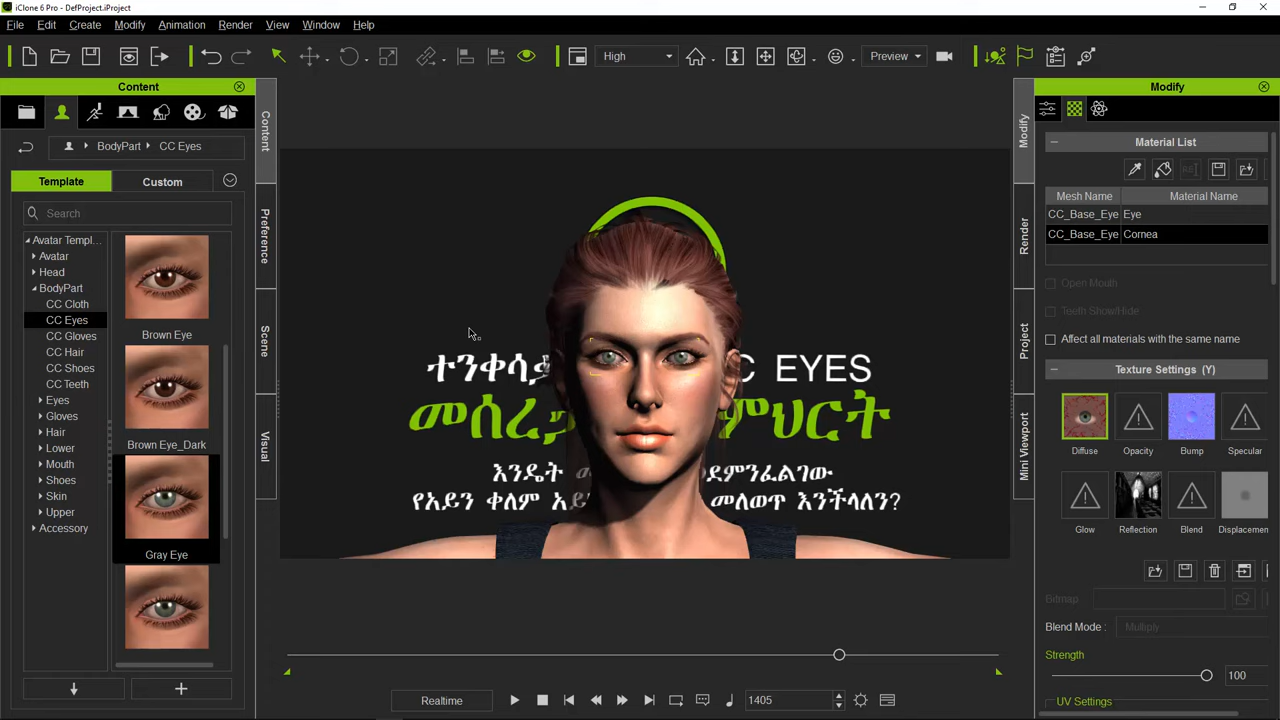 iClone 6 Pro - DefProject.iProject
File Edit Create Modify Animation Render View Window Help
High Preview
Content
BodyPart CC Eyes
Template Custom
Search
Avatar Templ...
Avatar
Head
BodyPart
CC Cloth
CC Eyes
CC Gloves
CC Hair
CC Shoes
CC Teeth
Eyes
Gloves
Hair
Lower
Mouth
Shoes
Skin
Upper
Accessory
Brown Eye
Brown Eye_Dark
Gray Eye
Content
Preference
Scene
Visual
EYES
እንዴት
የአይን ቀለም
መለወጥ እንችላለን?
Realtime 1405
Modify
Render
Project
Mini Viewport
Modify
Material List
Mesh Name Material Name
CC_Base_Eye Eye
CC_Base_Eye Cornea
Open Mouth
Teeth Show/Hide
Affect all materials with the same name
Texture Settings (Y)
Diffuse Opacity Bump Specular
Glow Reflection Blend Displacemen
Bitmap
Blend Mode : Multiply
Strength
100
UV Settings